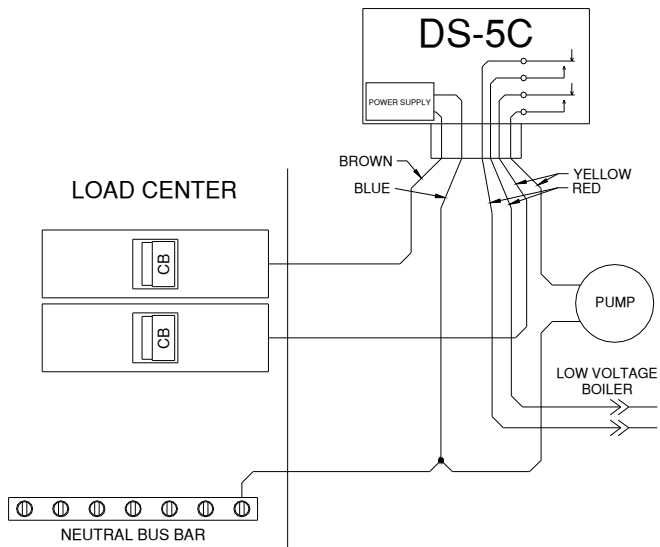 DS-5C
POWER SUPPLY
BROWN
BLUE
YELLOW
RED
LOAD CENTER
CB
CB
PUMP
LOW VOLTAGE
BOILER
NEUTRAL BUS BAR